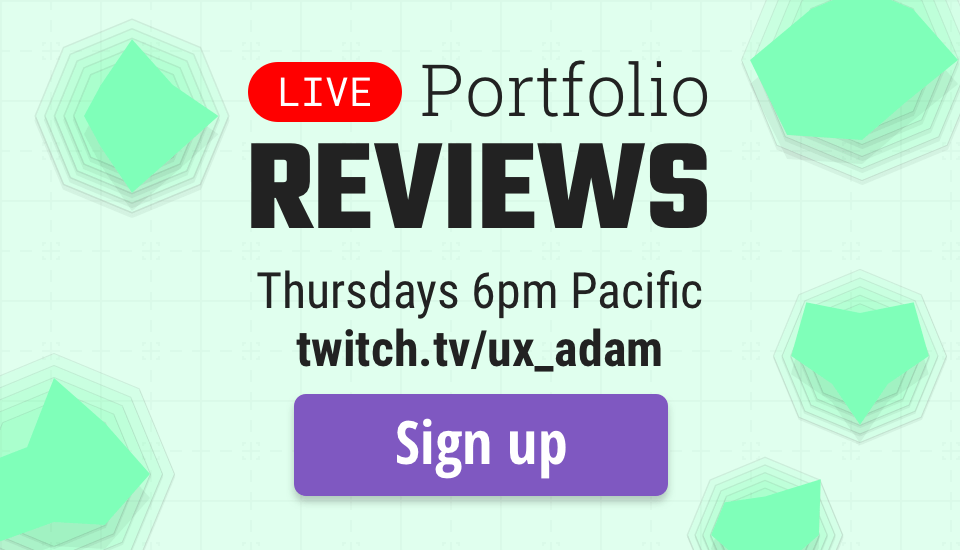 LIVE Portfolio
REVIEWS
Thursdays 6pm Pacific
twitch.tv/ux_adam
Sign up